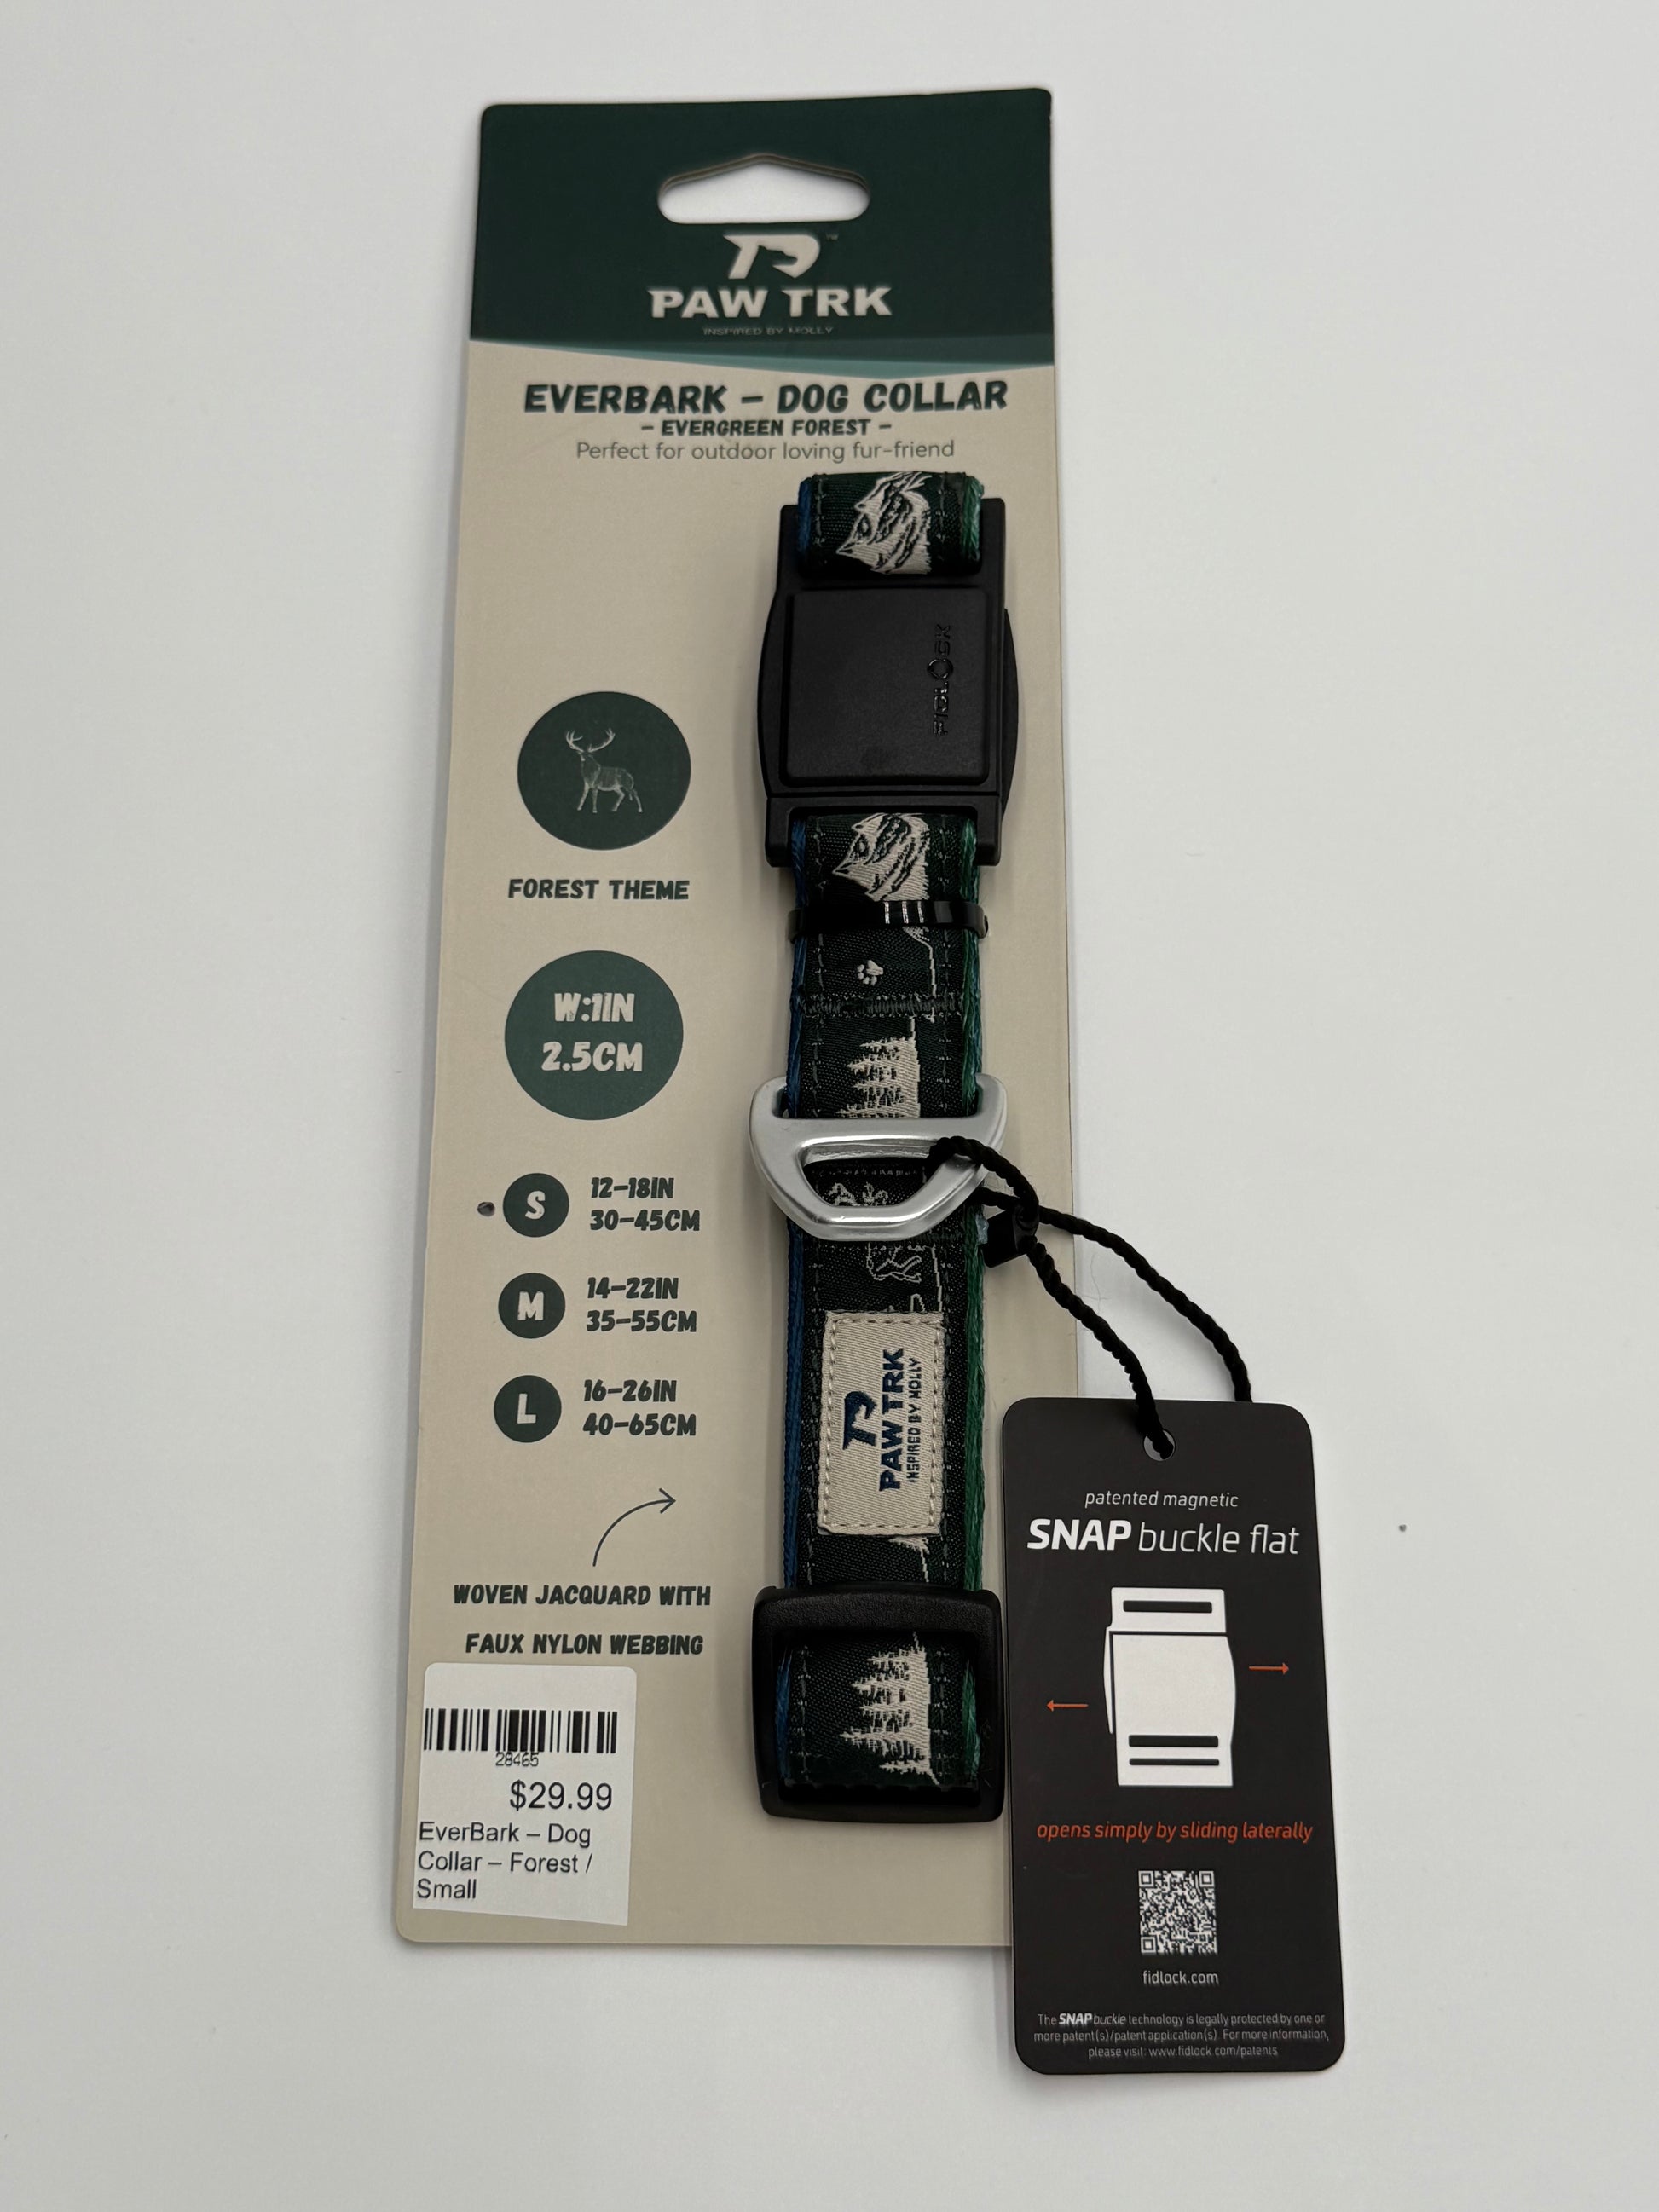 PAW TRK
INSPIRED BY MOLLY
EVERBARK – DOG COLLAR
– EVERGREEN FOREST –
Perfect for outdoor loving fur-friend
FIDLOCK
FOREST THEME
W:1IN
2.5CM
S
12–18IN
30–45CM
M
14–22IN
35–55CM
L
16–26IN
40–65CM
PAW TRK
INSPIRED BY MOLLY
WOVEN JACQUARD WITH
FAUX NYLON WEBBING
28465
$29.99
EverBark – Dog
Collar – Forest /
Small
patented magnetic
SNAP buckle flat
opens simply by sliding laterally
fidlock.com
The SNAP buckle technology is legally protected by one or
more patent(s)/patent application(s). For more information,
please visit: www.fidlock.com/patents